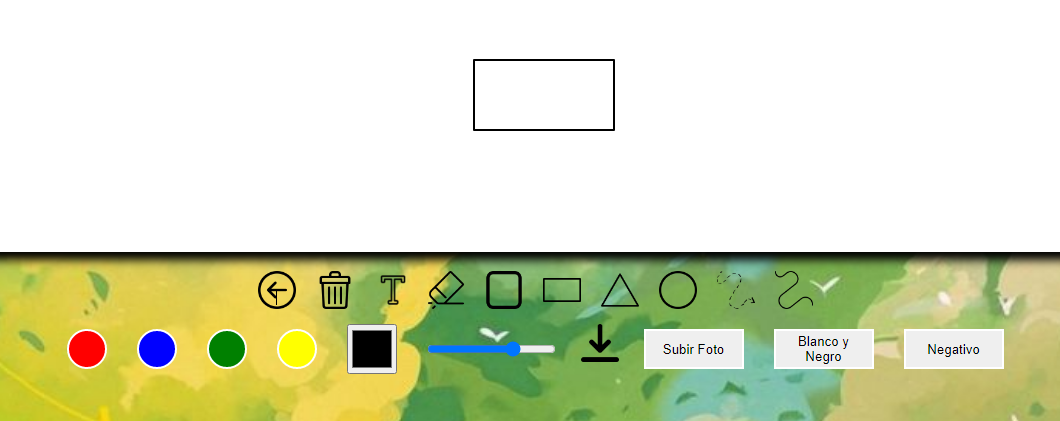 T
Subir Foto
Blanco y
Negro
Negativo